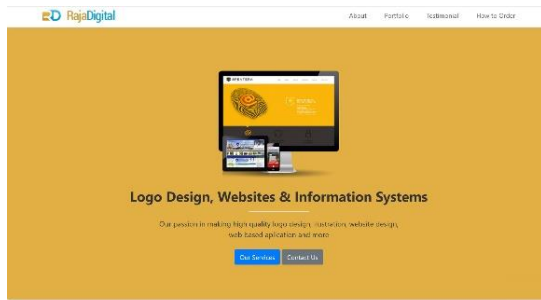 RajaDigital
About Portfolio Testimonial How to Order
Logo Design, Websites & Information Systems
Our passion in making high quality logo design, ilustration, website design,
web based aplication and more
Our Services Contact Us